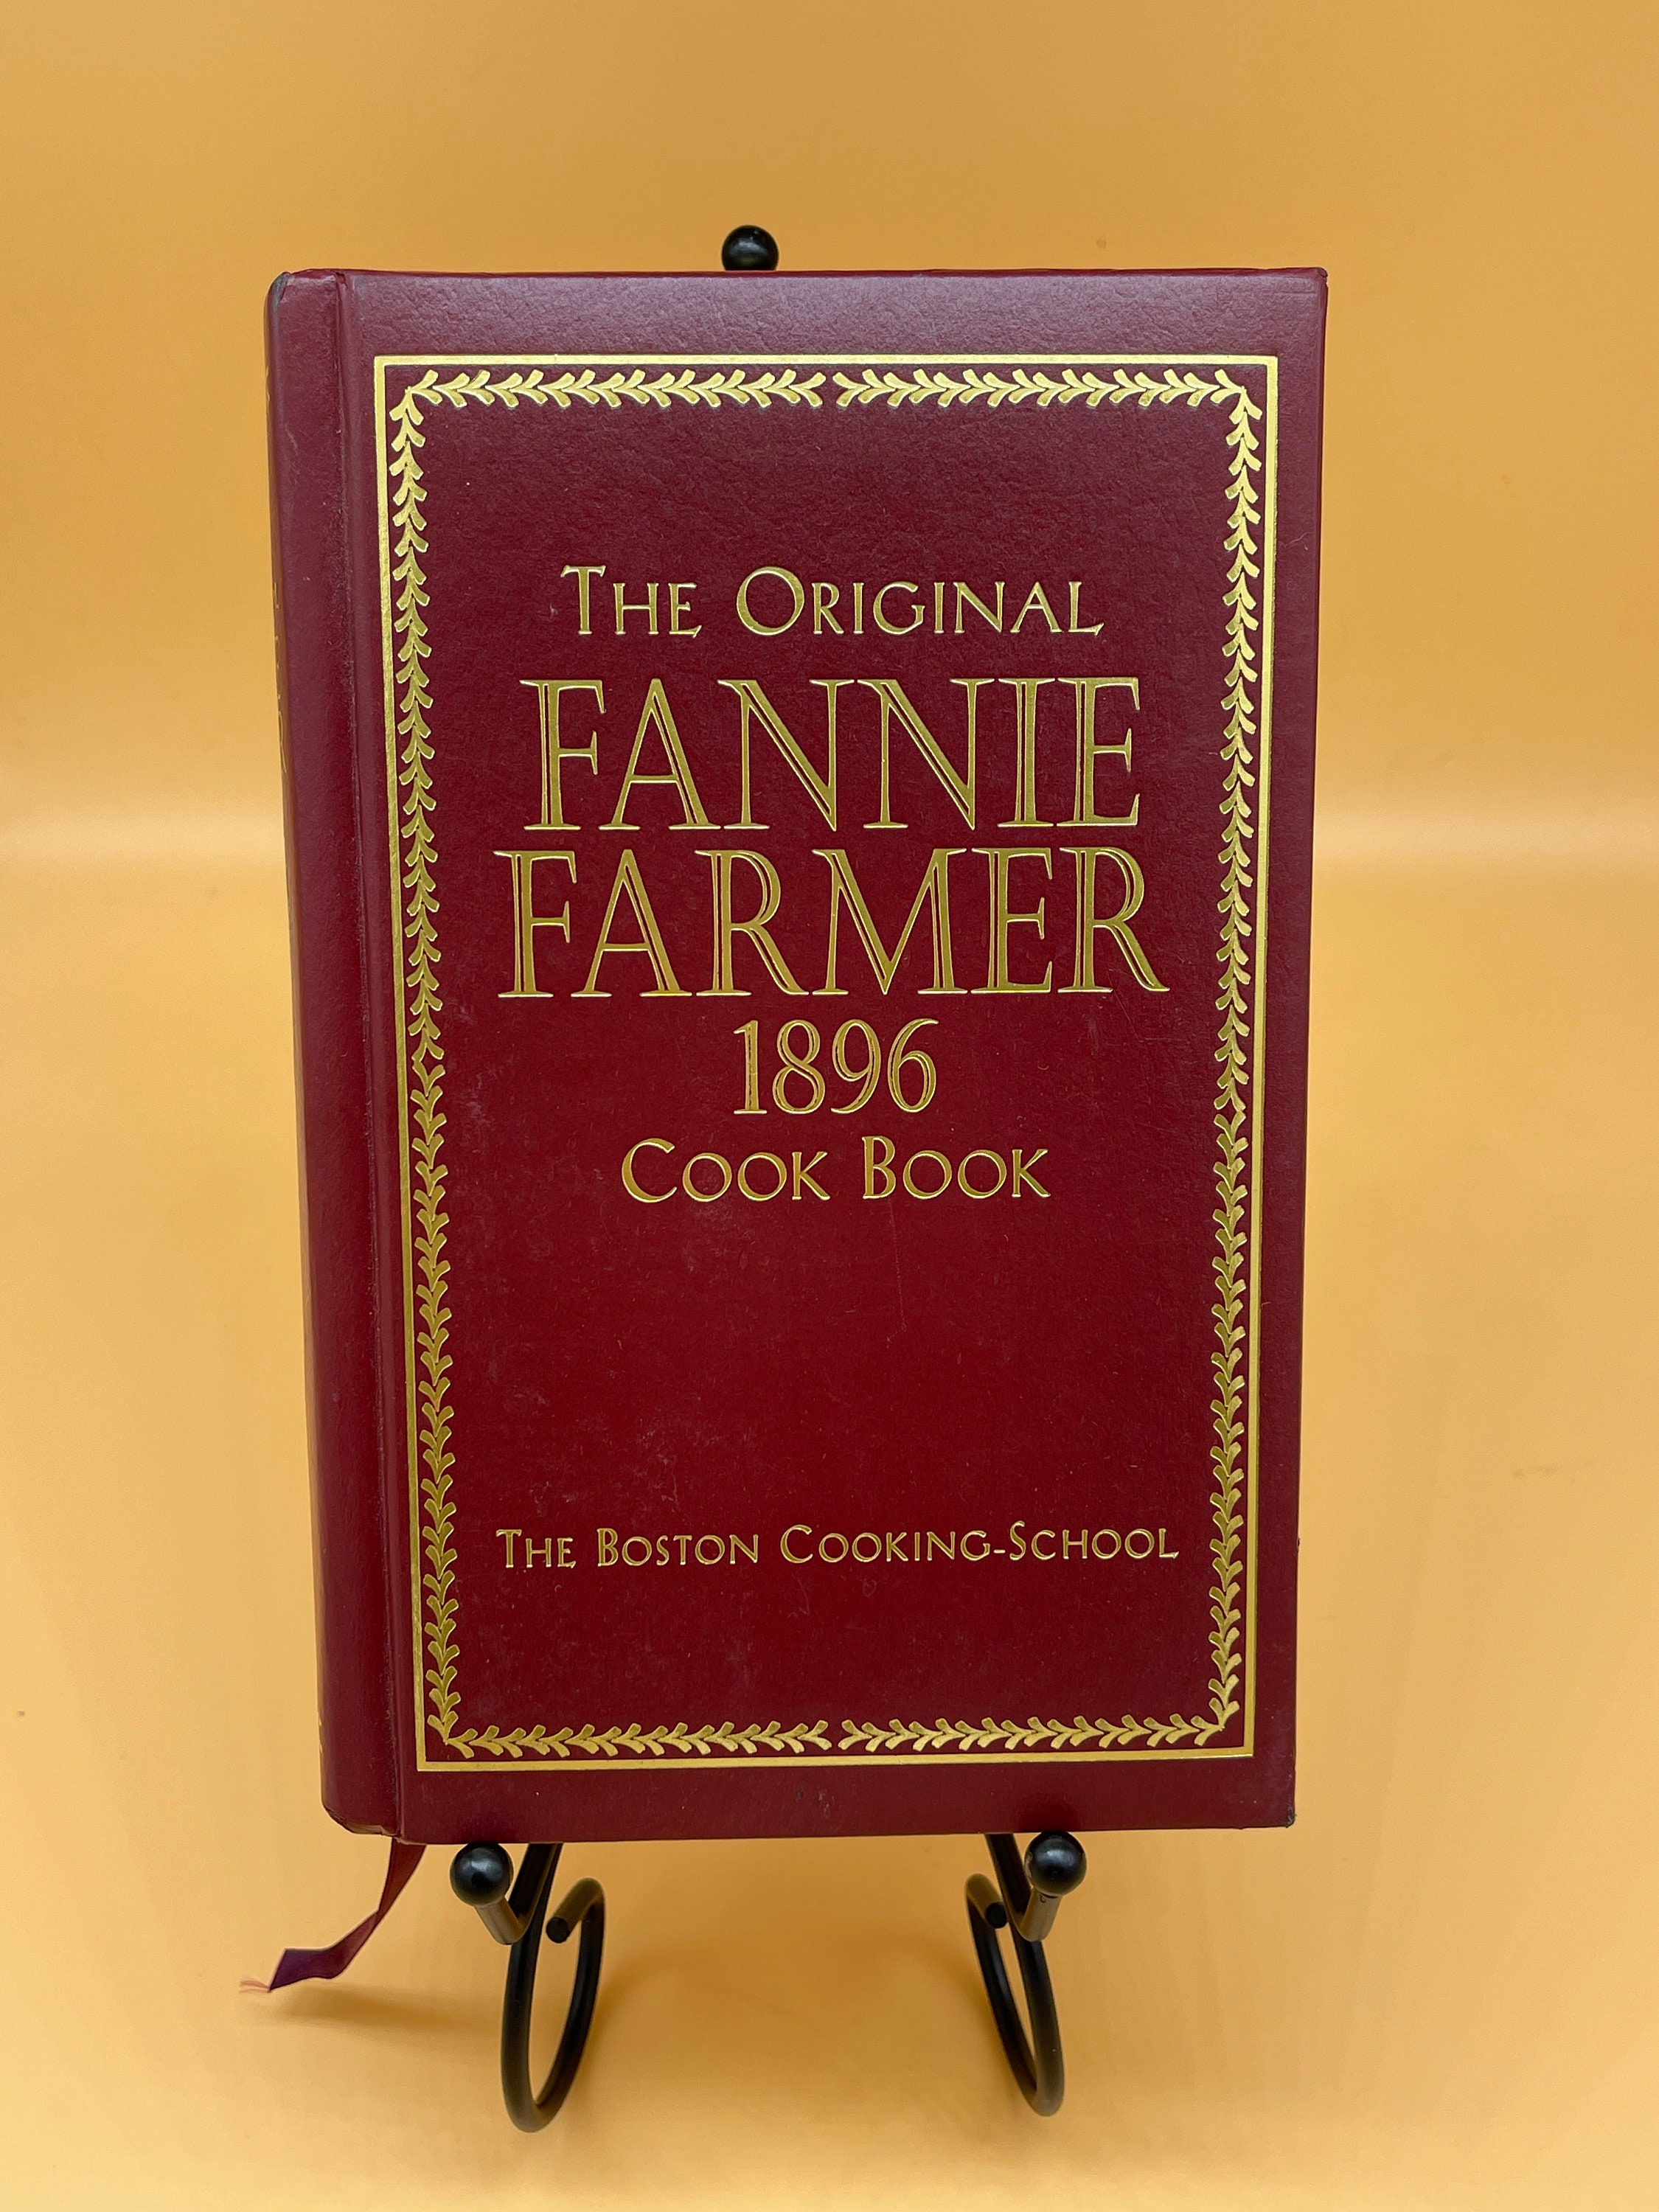 The Original
FANNIE
FARMER
1896
Cook Book
The Boston Cooking-School